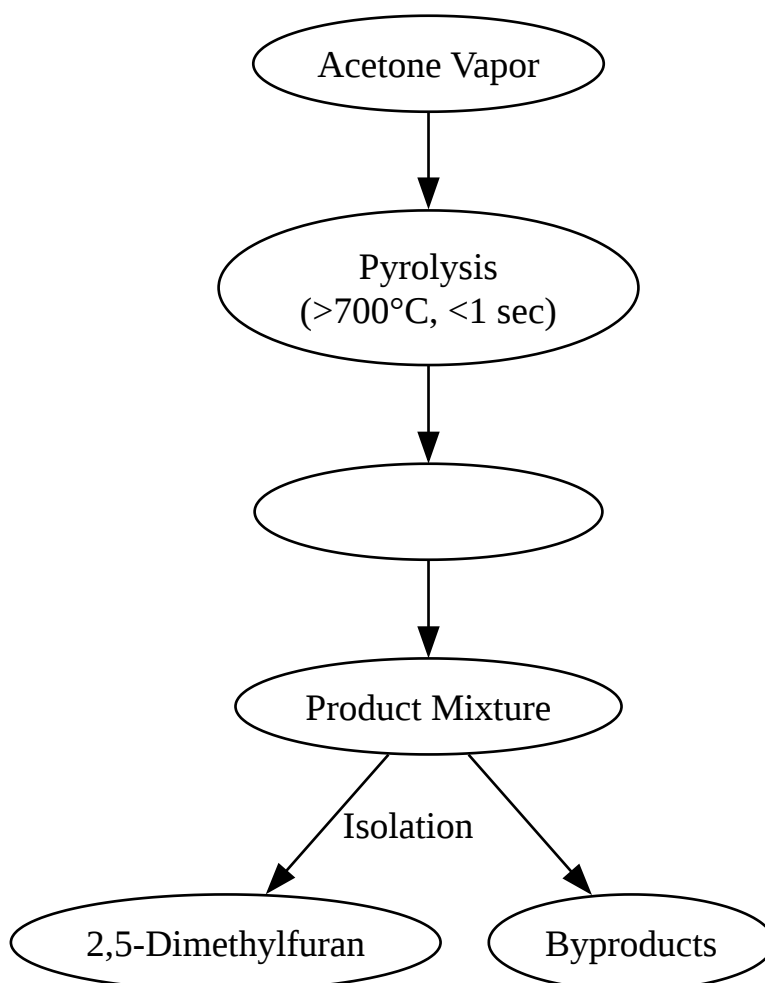 Acetone Vapor
Pyrolysis
(>700°C, <1 sec)
Product Mixture
Isolation
2,5-Dimethylfuran
Byproducts